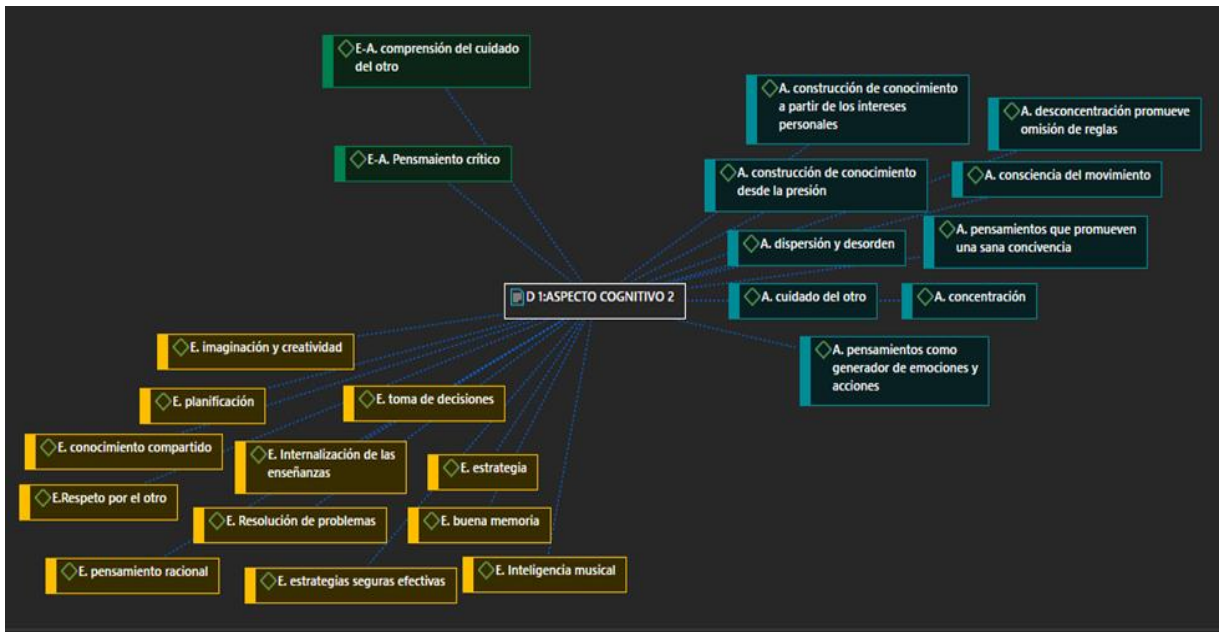 E-A. comprensión del cuidado
del otro
E-A. Pensmaiento crítico
A. construcción de conocimiento
a partir de los intereses
personales
A. desconcentración promueve
omisión de reglas
A. construcción de conocimiento
desde la presión
A. consciencia del movimiento
A. dispersión y desorden
A. pensamientos que promueven
una sana concivencia
D 1:ASPECTO COGNITIVO 2
A. cuidado del otro
A. concentración
A. pensamientos como
generador de emociones y
acciones
E. imaginación y creatividad
E. planificación
E. toma de decisiones
E. conocimiento compartido
E. Internalización de las
enseñanzas
E. estrategia
E.Respeto por el otro
E. Resolución de problemas
E. buena memoria
E. pensamiento racional
E. estrategias seguras efectivas
E. Inteligencia musical